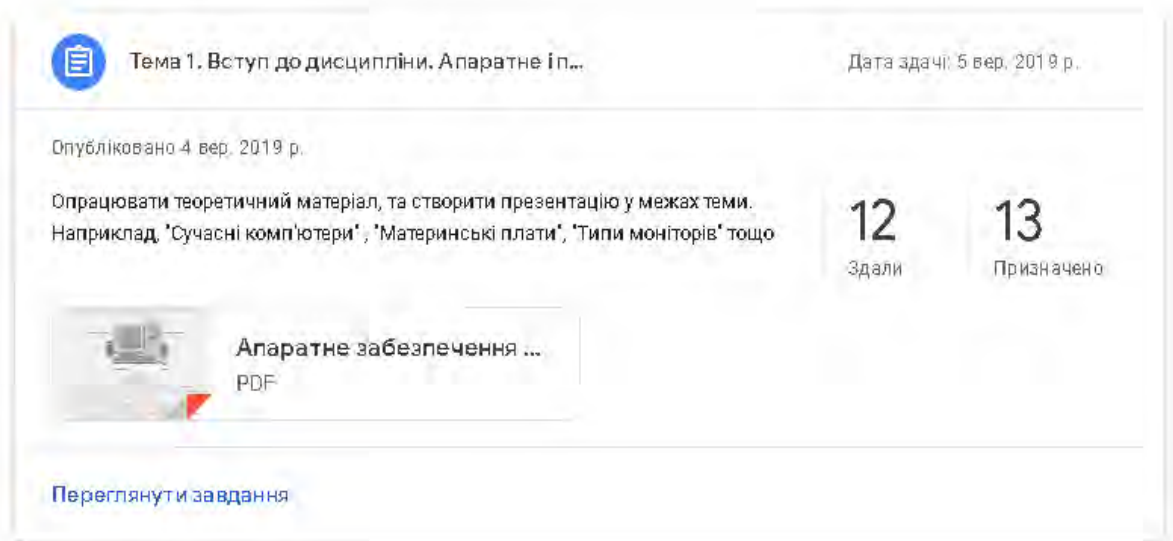 Тема 1. Вступ до дисципліни. Апаратне і п...
Дата здачі: 5 вер. 2019 р.
Опубліковано 4 вер. 2019 р.
Опрацювати теоретичний матеріал, та створити презентацію у межах теми.
Наприклад, "Сучасні комп'ютери" , "Материнські плати", "Типи моніторів" тощо
12
Здали
13
Призначено
Апаратне забезпечення ...
PDF
Переглянути завдання